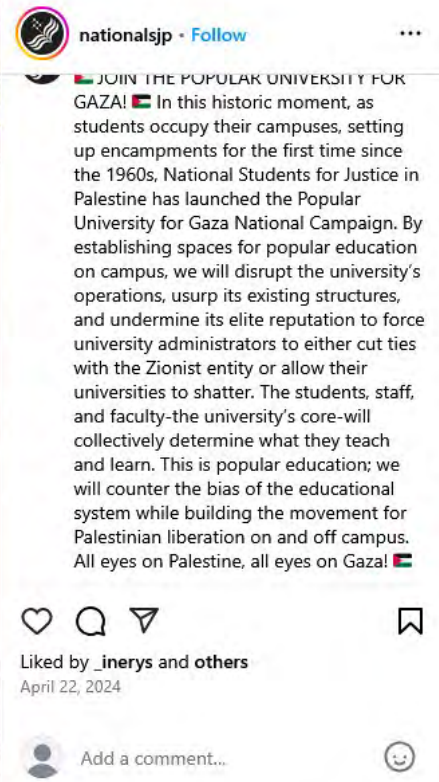 nationalsjp • Follow
JOIN THE POPULAR UNIVERSITY FOR
GAZA! 🇵🇸 In this historic moment, as
students occupy their campuses, setting
up encampments for the first time since
the 1960s, National Students for Justice in
Palestine has launched the Popular
University for Gaza National Campaign. By
establishing spaces for popular education
on campus, we will disrupt the university's
operations, usurp its existing structures,
and undermine its elite reputation to force
university administrators to either cut ties
with the Zionist entity or allow their
universities to shatter. The students, staff,
and faculty-the university's core-will
collectively determine what they teach
and learn. This is popular education; we
will counter the bias of the educational
system while building the movement for
Palestinian liberation on and off campus.
All eyes on Palestine, all eyes on Gaza! 🇵🇸
Liked by _inerys and others
April 22, 2024
Add a comment...